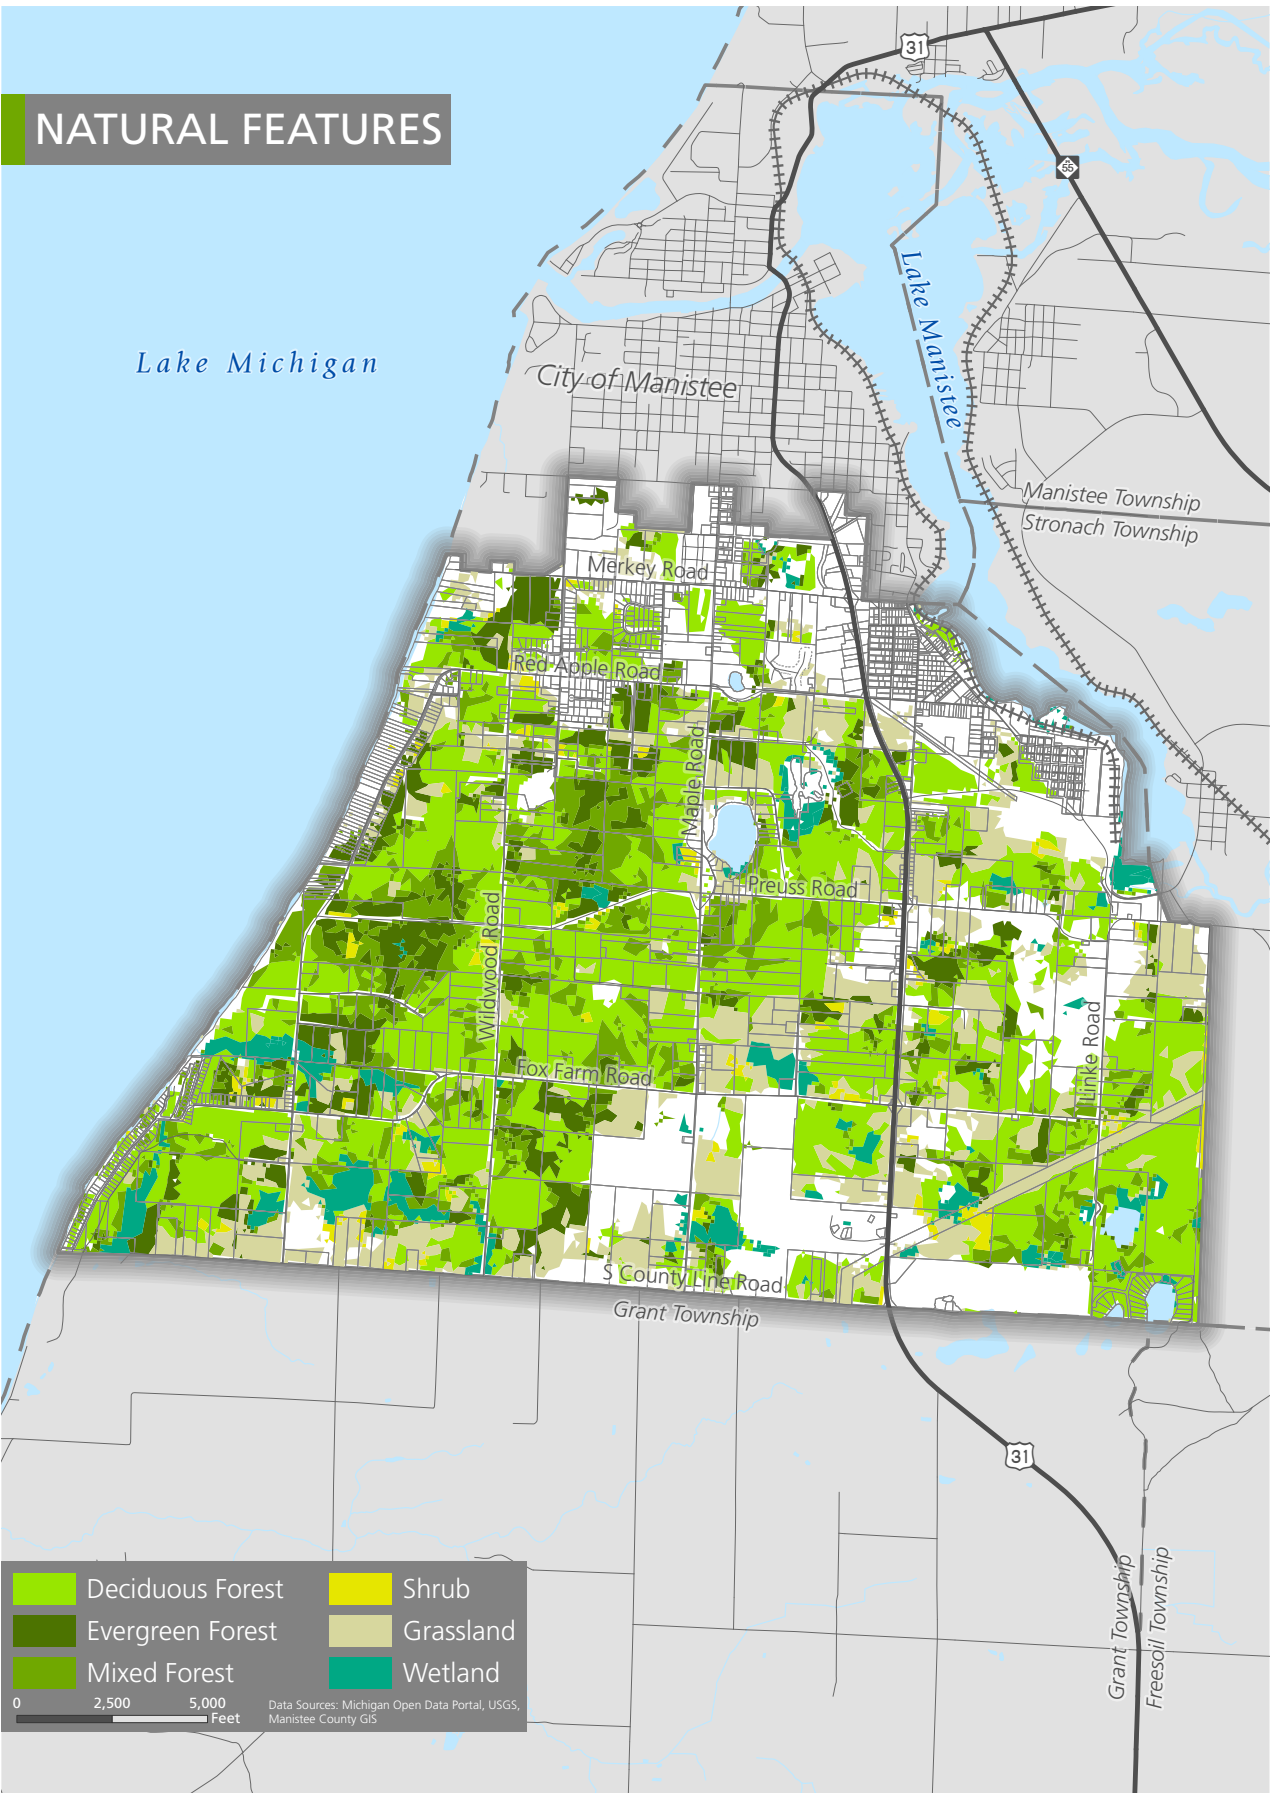 31
NATURAL FEATURES
55
Lake Manistee
Lake Michigan
City of Manistee
Manistee Township
Stronach Township
Merkey Road
Red Apple Road
Maple Road
Preuss Road
Wildwood Road
Linke Road
Fox Farm Road
S County Line Road
Grant Township
31
Grant Township
Freesoil Township
Deciduous Forest
Evergreen Forest
Mixed Forest
Shrub
Grassland
Wetland
0 2,500 5,000
Feet
Data Sources: Michigan Open Data Portal, USGS,
Manistee County GIS